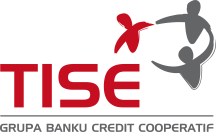 TISE
GRUPA BANKU CREDIT COOPERATIF